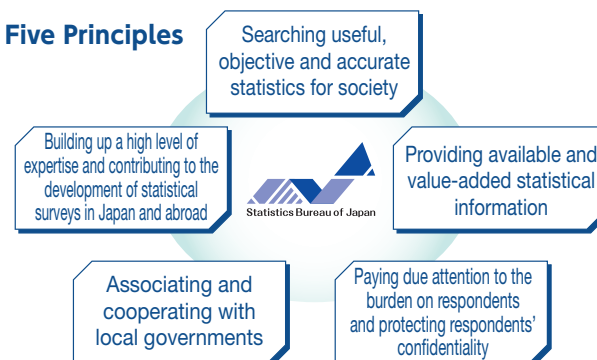 Five Principles
Searching useful,
objective and accurate
statistics for society
Building up a high level of
expertise and contributing to the
development of statistical
surveys in Japan and abroad
Statistics Bureau of Japan
Providing available and
value-added statistical
information
Associating and
cooperating with
local governments
Paying due attention to the
burden on respondents
and protecting respondents’
confidentiality